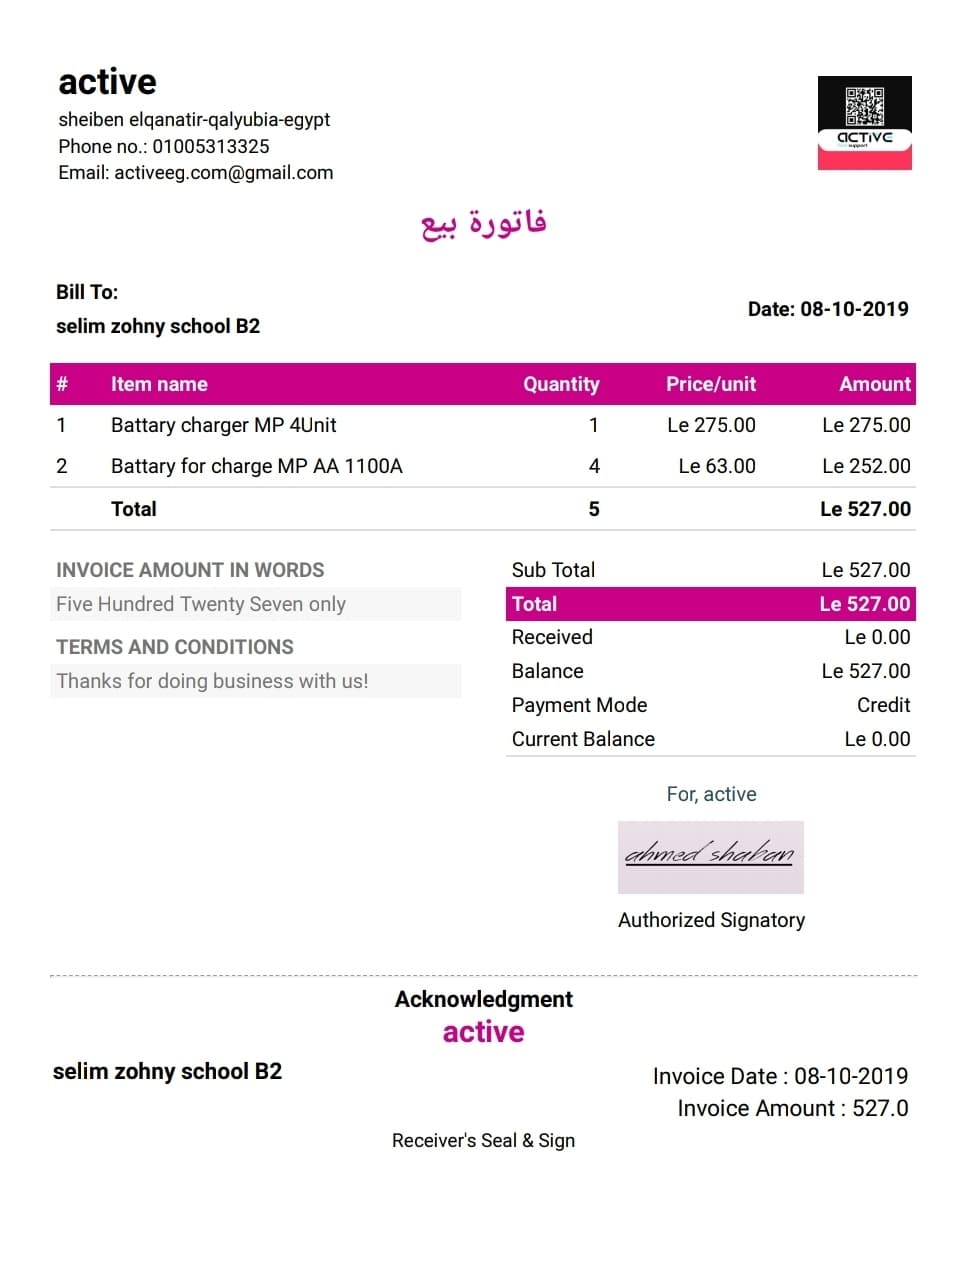 active
sheiben elqanatir-qalyubia-egypt
Phone no.: 01005313325
Email: activeeg.com@gmail.com
ACTIVE
support
فاتورة بيع
Bill To:
selim zohny school B2
Date: 08-10-2019
# Item name Quantity Price/unit Amount
1 Battary charger MP 4Unit 1 Le 275.00 Le 275.00
2 Battary for charge MP AA 1100A 4 Le 63.00 Le 252.00
Total 5 Le 527.00
INVOICE AMOUNT IN WORDS
Five Hundred Twenty Seven only
TERMS AND CONDITIONS
Thanks for doing business with us!
Sub Total Le 527.00
Total Le 527.00
Received Le 0.00
Balance Le 527.00
Payment Mode Credit
Current Balance Le 0.00
For, active
ahmed shaban
Authorized Signatory
Acknowledgment
active
selim zohny school B2
Invoice Date : 08-10-2019
Invoice Amount : 527.0
Receiver's Seal & Sign